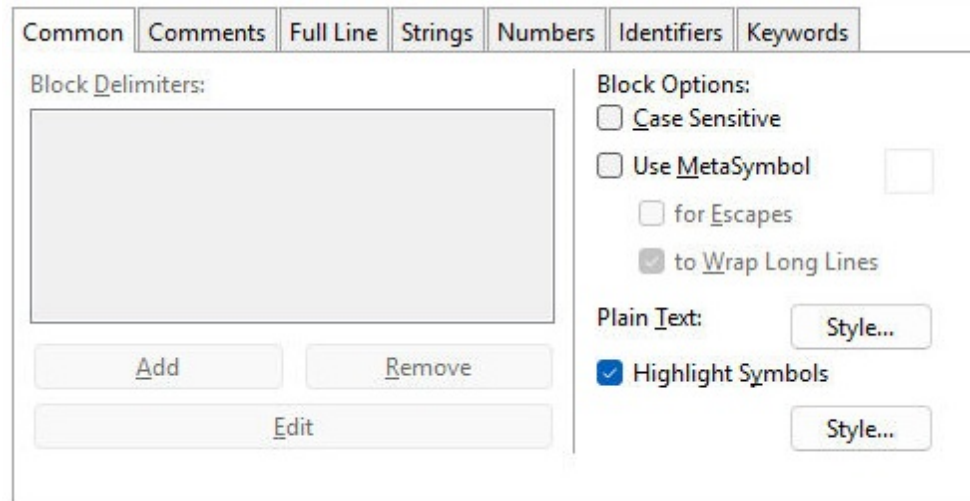 Common Comments Full Line Strings Numbers Identifiers Keywords
Block Delimiters:
Add Remove
Edit
Block Options:
Case Sensitive
Use MetaSymbol
for Escapes
to Wrap Long Lines
Plain Text: Style...
Highlight Symbols
Style...